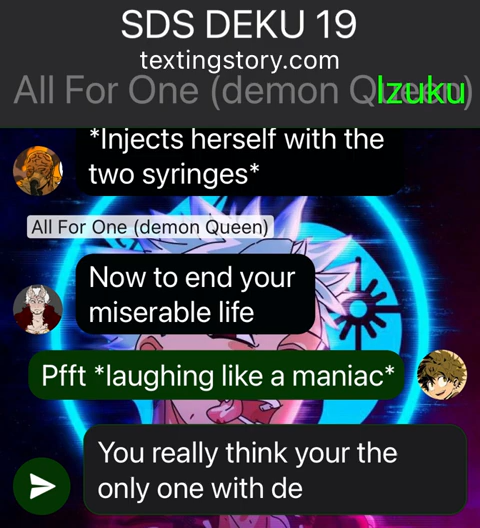 SDS DEKU 19
textingstory.com
All For One (demon Queen)
Izuku
*Injects herself with the
two syringes*
All For One (demon Queen)
Now to end your
miserable life
Pfft *laughing like a maniac*
You really think your the
only one with de